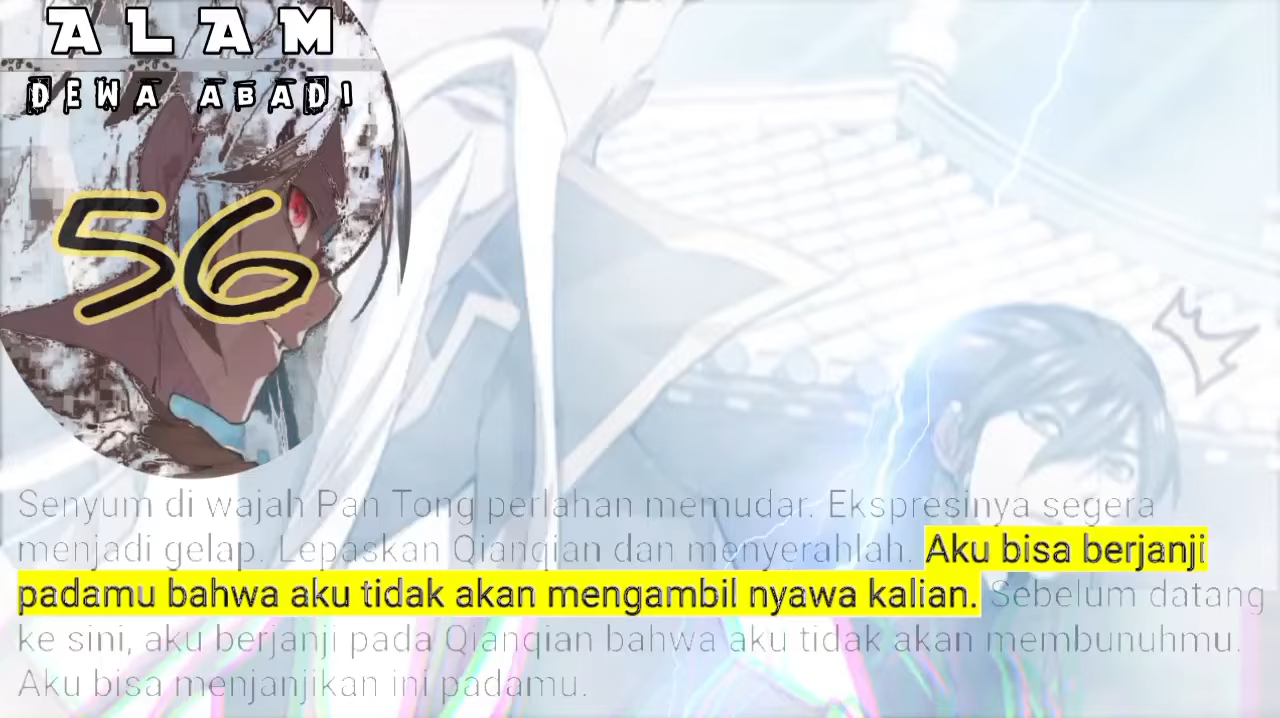 ALAM
DEWA ABADI
56
Senyum di wajah Pan Tong perlahan memudar. Ekspresinya segera
menjadi gelap. Lepaskan Qianqian dan menyerahlah. Aku bisa berjanji
padamu bahwa aku tidak akan mengambil nyawa kalian. Sebelum datang
ke sini, aku berjanji pada Qianqian bahwa aku tidak akan membunuhmu.
Aku bisa menjanjikan ini padamu.